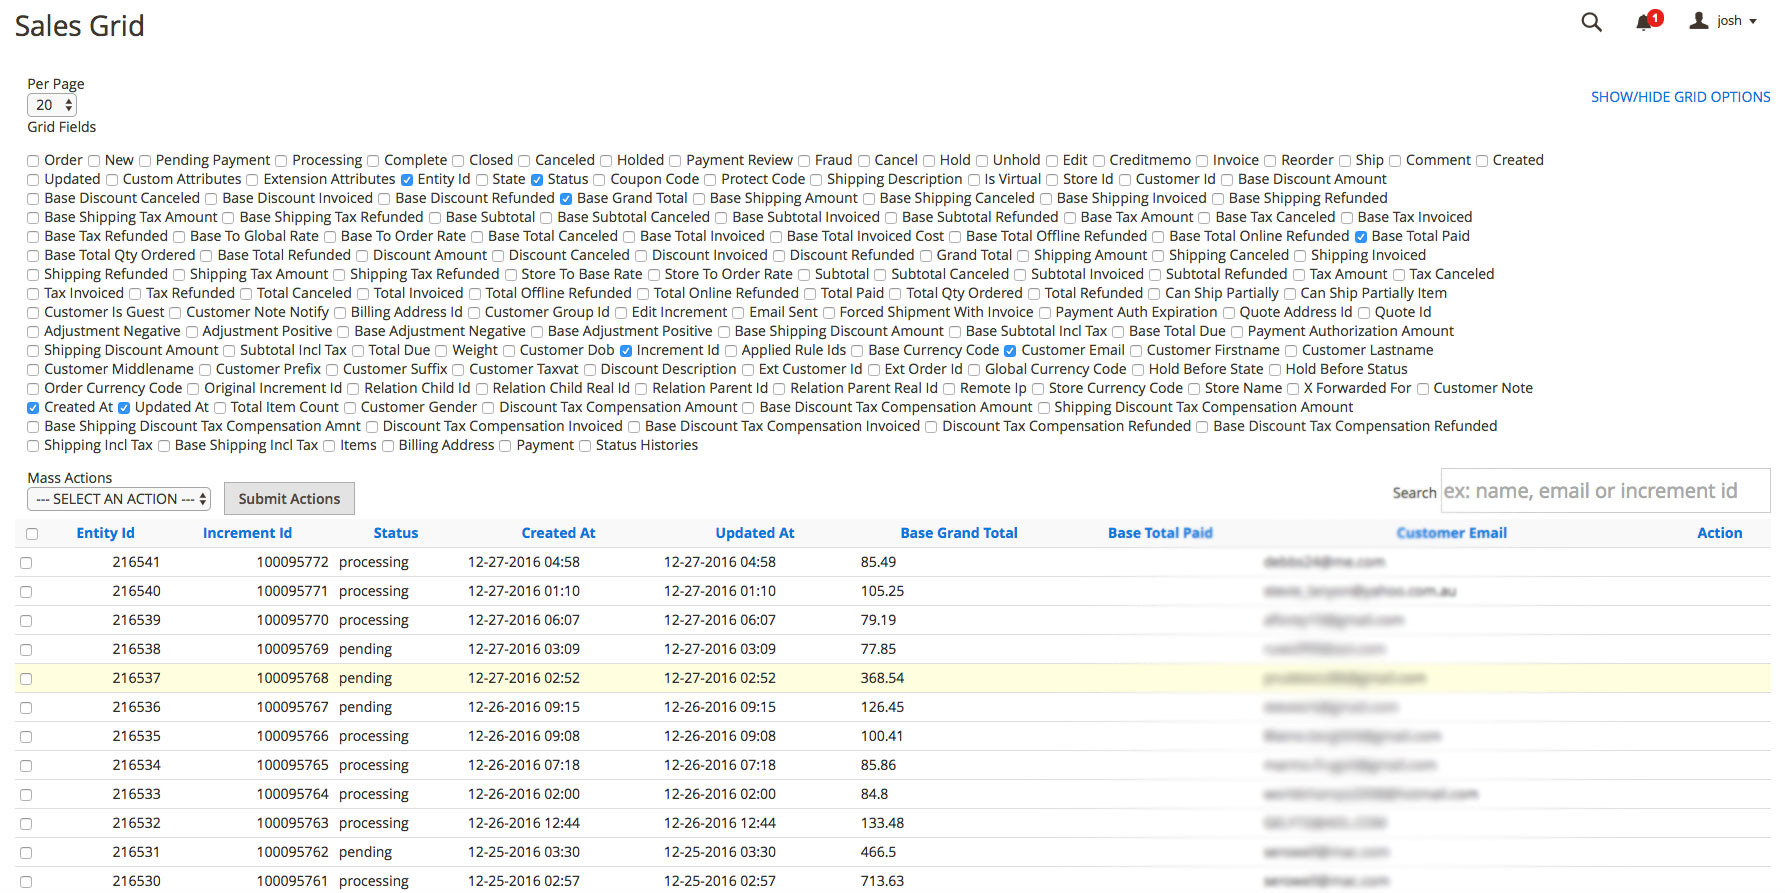 Sales Grid
1
josh
Per Page
20
SHOW/HIDE GRID OPTIONS
Grid Fields
Order New Pending Payment Processing Complete Closed Canceled Holded Payment Review Fraud Cancel Hold Unhold Edit Creditmemo Invoice Reorder Ship Comment Created
Updated Custom Attributes Extension Attributes Entity Id State Status Coupon Code Protect Code Shipping Description Is Virtual Store Id Customer Id Base Discount Amount
Base Discount Canceled Base Discount Invoiced Base Discount Refunded Base Grand Total Base Shipping Amount Base Shipping Canceled Base Shipping Invoiced Base Shipping Refunded
Base Shipping Tax Amount Base Shipping Tax Refunded Base Subtotal Base Subtotal Canceled Base Subtotal Invoiced Base Subtotal Refunded Base Tax Amount Base Tax Canceled Base Tax Invoiced
Base Tax Refunded Base To Global Rate Base To Order Rate Base Total Canceled Base Total Invoiced Base Total Invoiced Cost Base Total Offline Refunded Base Total Online Refunded Base Total Paid
Base Total Qty Ordered Base Total Refunded Discount Amount Discount Canceled Discount Invoiced Discount Refunded Grand Total Shipping Amount Shipping Canceled Shipping Invoiced
Shipping Refunded Shipping Tax Amount Shipping Tax Refunded Store To Base Rate Store To Order Rate Subtotal Subtotal Canceled Subtotal Invoiced Subtotal Refunded Tax Amount Tax Canceled
Tax Invoiced Tax Refunded Total Canceled Total Invoiced Total Offline Refunded Total Online Refunded Total Paid Total Qty Ordered Total Refunded Can Ship Partially Can Ship Partially Item
Customer Is Guest Customer Note Notify Billing Address Id Customer Group Id Edit Increment Email Sent Forced Shipment With Invoice Payment Auth Expiration Quote Address Id Quote Id
Adjustment Negative Adjustment Positive Base Adjustment Negative Base Adjustment Positive Base Shipping Discount Amount Base Subtotal Incl Tax Base Total Due Payment Authorization Amount
Shipping Discount Amount Subtotal Incl Tax Total Due Weight Customer Dob Increment Id Applied Rule Ids Base Currency Code Customer Email Customer Firstname Customer Lastname
Customer Middlename Customer Prefix Customer Suffix Customer Taxvat Discount Description Ext Customer Id Ext Order Id Global Currency Code Hold Before State Hold Before Status
Order Currency Code Original Increment Id Relation Child Id Relation Child Real Id Relation Parent Id Relation Parent Real Id Remote Ip Store Currency Code Store Name X Forwarded For Customer Note
Created At Updated At Total Item Count Customer Gender Discount Tax Compensation Amount Base Discount Tax Compensation Amount Shipping Discount Tax Compensation Amount
Base Shipping Discount Tax Compensation Amnt Discount Tax Compensation Invoiced Base Discount Tax Compensation Invoiced Discount Tax Compensation Refunded Base Discount Tax Compensation Refunded
Shipping Incl Tax Base Shipping Incl Tax Items Billing Address Payment Status Histories
Mass Actions
--- SELECT AN ACTION --- Submit Actions
Search ex: name, email or increment id
Entity Id Increment Id Status Created At Updated At Base Grand Total Base Total Paid Customer Email Action
216541 100095772 processing 12-27-2016 04:58 12-27-2016 04:58 85.49
216540 100095771 processing 12-27-2016 01:10 12-27-2016 01:10 105.25
216539 100095770 processing 12-27-2016 06:07 12-27-2016 06:07 79.19
216538 100095769 pending 12-27-2016 03:09 12-27-2016 03:09 77.85
216537 100095768 pending 12-27-2016 02:52 12-27-2016 02:52 368.54
216536 100095767 pending 12-26-2016 09:15 12-26-2016 09:15 126.45
216535 100095766 processing 12-26-2016 09:08 12-26-2016 09:08 100.41
216534 100095765 processing 12-26-2016 07:18 12-26-2016 07:18 85.86
216533 100095764 processing 12-26-2016 02:00 12-26-2016 02:00 84.8
216532 100095763 processing 12-26-2016 12:44 12-26-2016 12:44 133.48
216531 100095762 pending 12-25-2016 03:30 12-25-2016 03:30 466.5
216530 100095761 processing 12-25-2016 02:57 12-25-2016 02:57 713.63